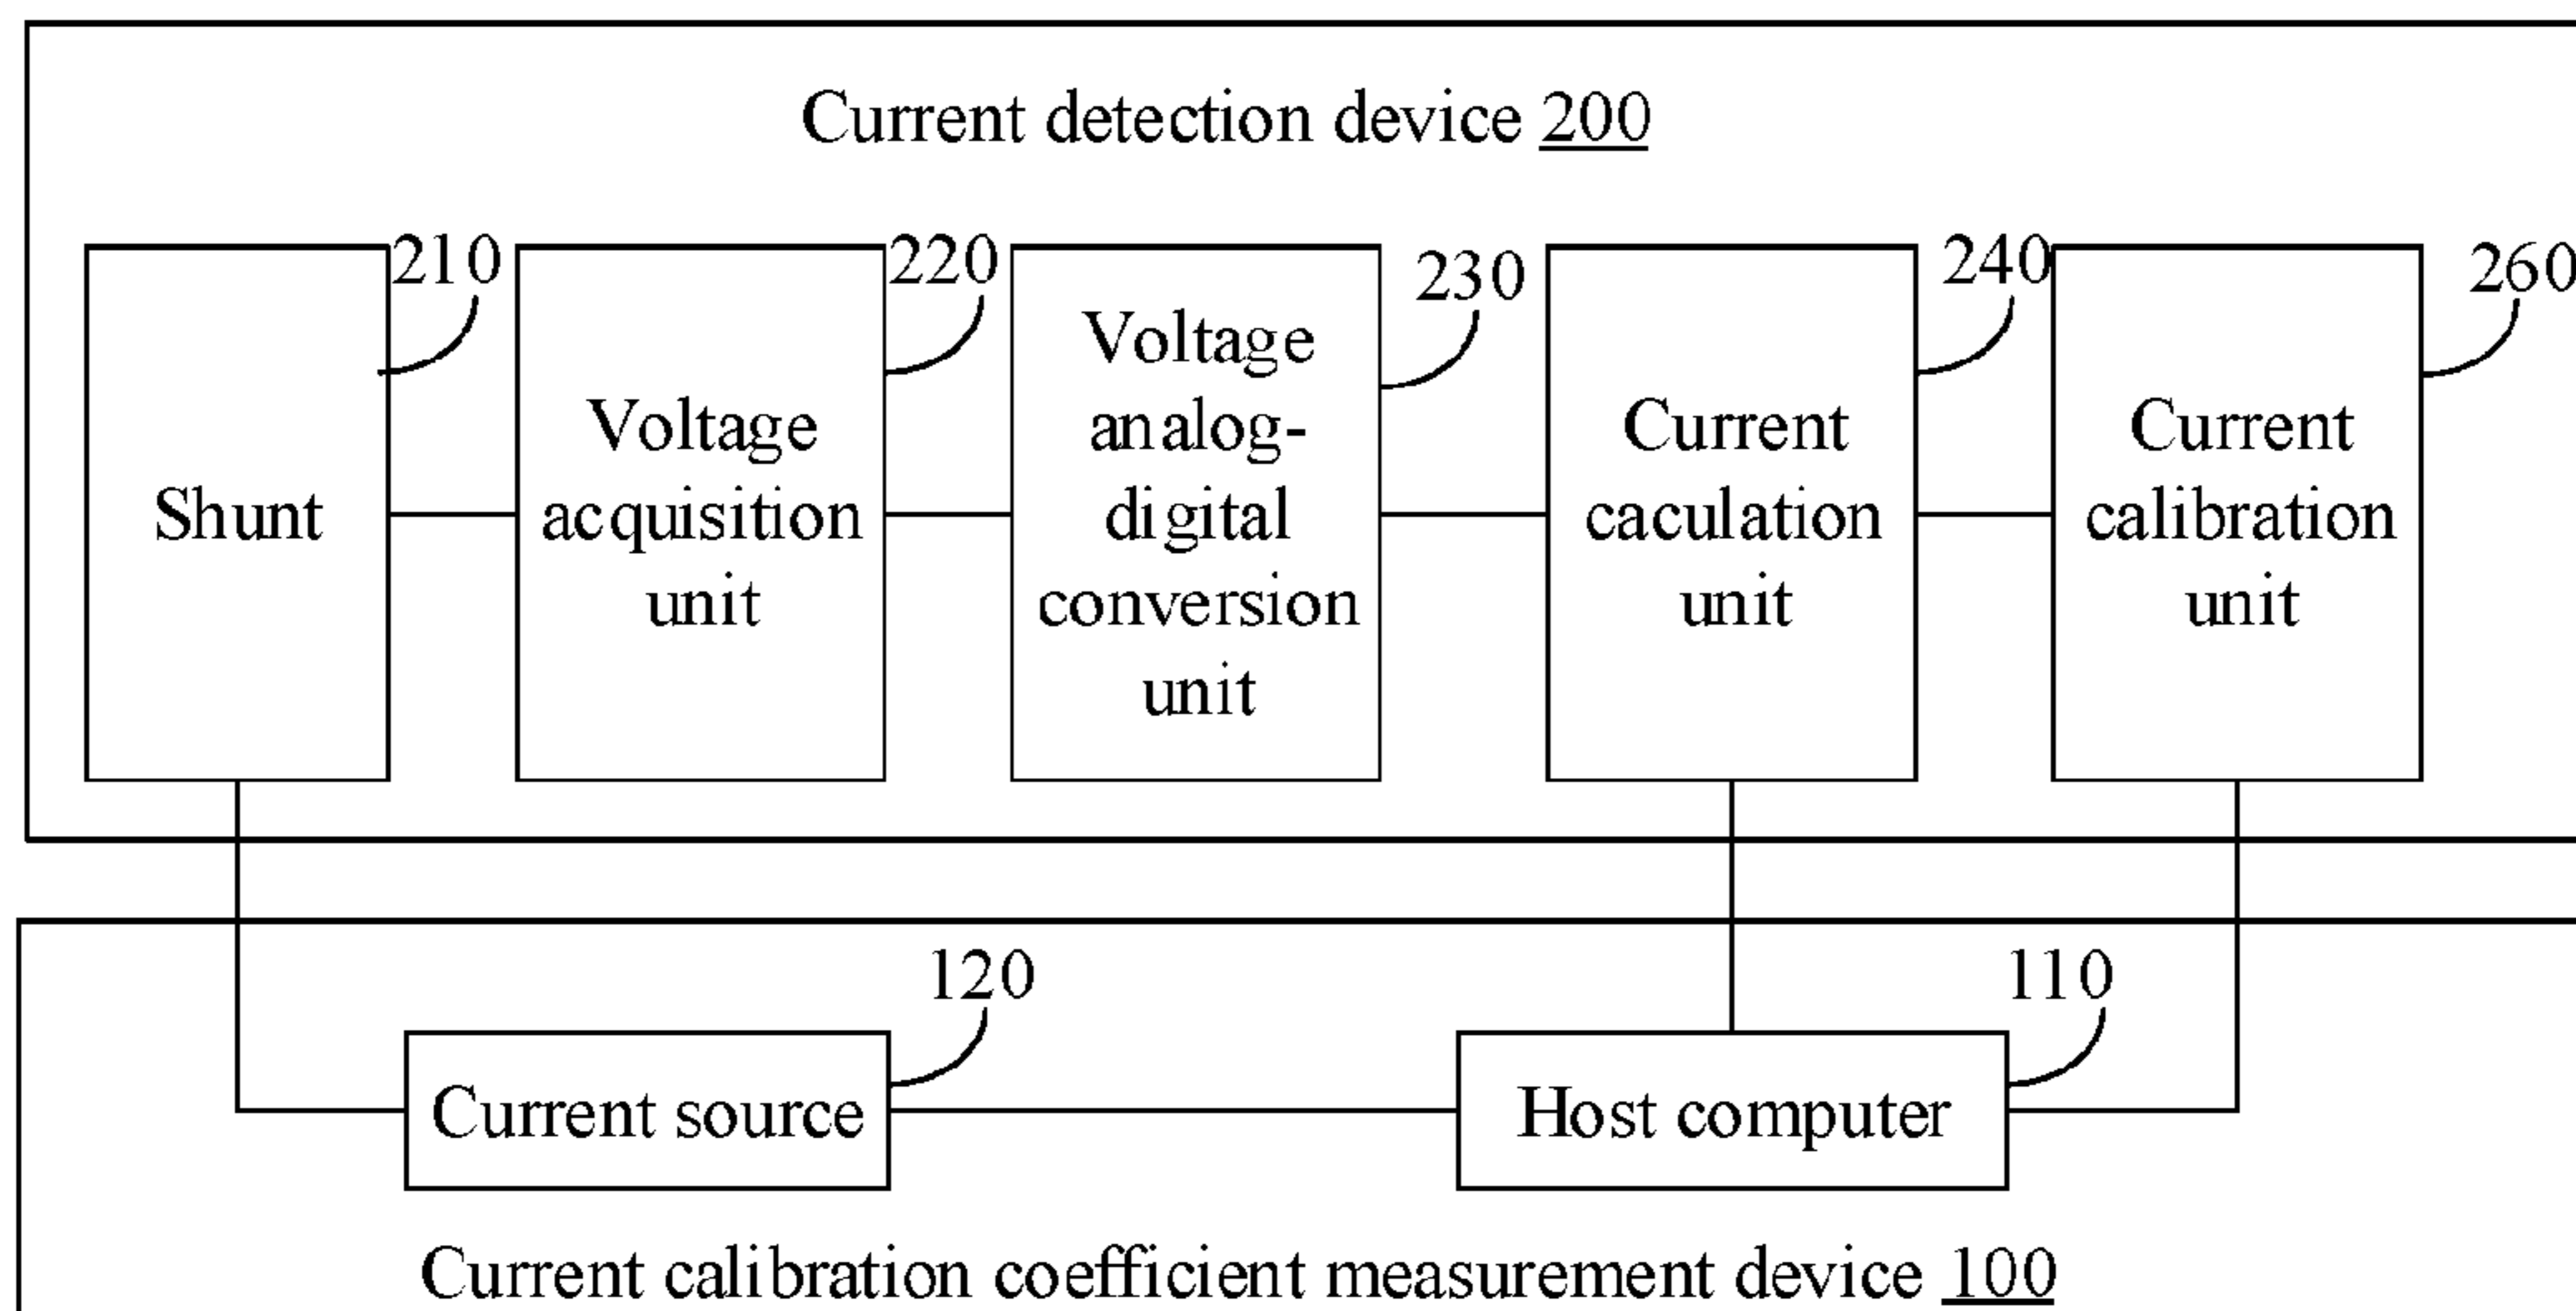 Current detection device 200
210
220
230
240
260
Shunt
Voltage
acquisition
unit
Voltage
analog-
digital
conversion
unit
Current
caculation
unit
Current
calibration
unit
120
110
Current source
Host computer
Current calibration coefficient measurement device 100